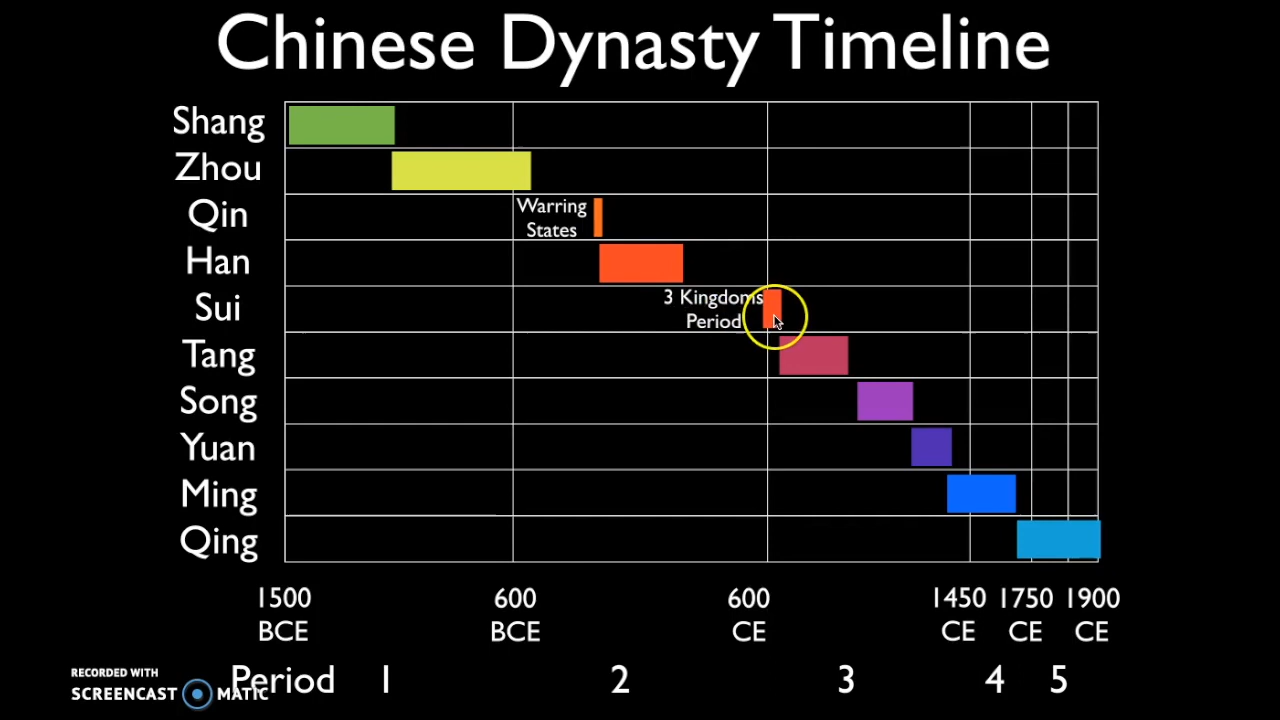 Chinese Dynasty Timeline
Shang
Zhou
Qin
Warring
States
Han
Sui
3 Kingdoms
Period
Tang
Song
Yuan
Ming
Qing
1500 600 600 1450 1750 1900
BCE BCE CE CE CE CE
Period 1 2 3 4 5
RECORDED WITH
SCREENCAST MATIC